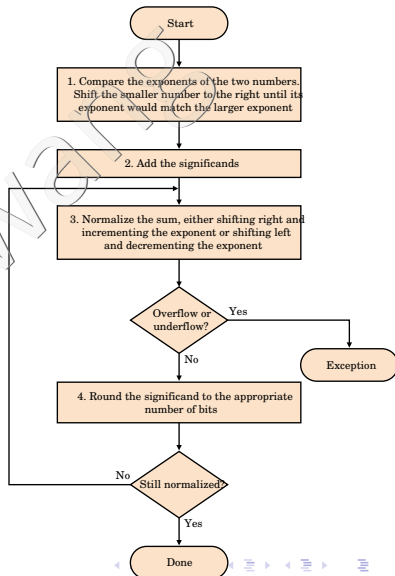 Start
1. Compare the exponents of the two numbers.
Shift the smaller number to the right until its
exponent would match the larger exponent
2. Add the significands
3. Normalize the sum, either shifting right and
incrementing the exponent or shifting left
and decrementing the exponent
Overflow or
underflow?
Yes
No
Exception
4. Round the significand to the appropriate
number of bits
Still normalized?
No
Yes
Done